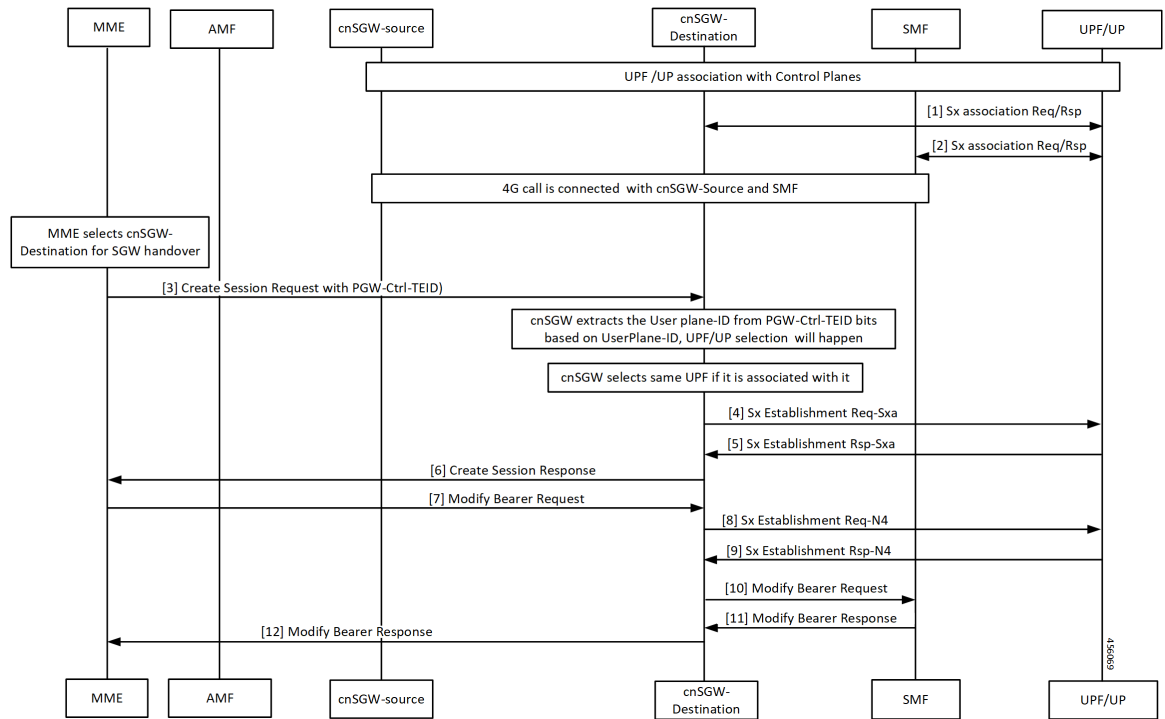 MME
AMF
cnSGW-source
cnSGW-
Destination
SMF
UPF/UP
UPF /UP association with Control Planes
[1] Sx association Req/Rsp
[2] Sx association Req/Rsp
4G call is connected with cnSGW-Source and SMF
MME selects cnSGW-
Destination for SGW handover
[3] Create Session Request with PGW-Ctrl-TEID)
cnSGW extracts the User plane-ID from PGW-Ctrl-TEID bits
based on UserPlane-ID, UPF/UP selection will happen
cnSGW selects same UPF if it is associated with it
[4] Sx Establishment Req-Sxa
[5] Sx Establishment Rsp-Sxa
[6] Create Session Response
[7] Modify Bearer Request
[8] Sx Establishment Req-N4
[9] Sx Establishment Rsp-N4
[10] Modify Bearer Request
[11] Modify Bearer Response
[12] Modify Bearer Response
456069
MME
AMF
cnSGW-source
cnSGW-
Destination
SMF
UPF/UP